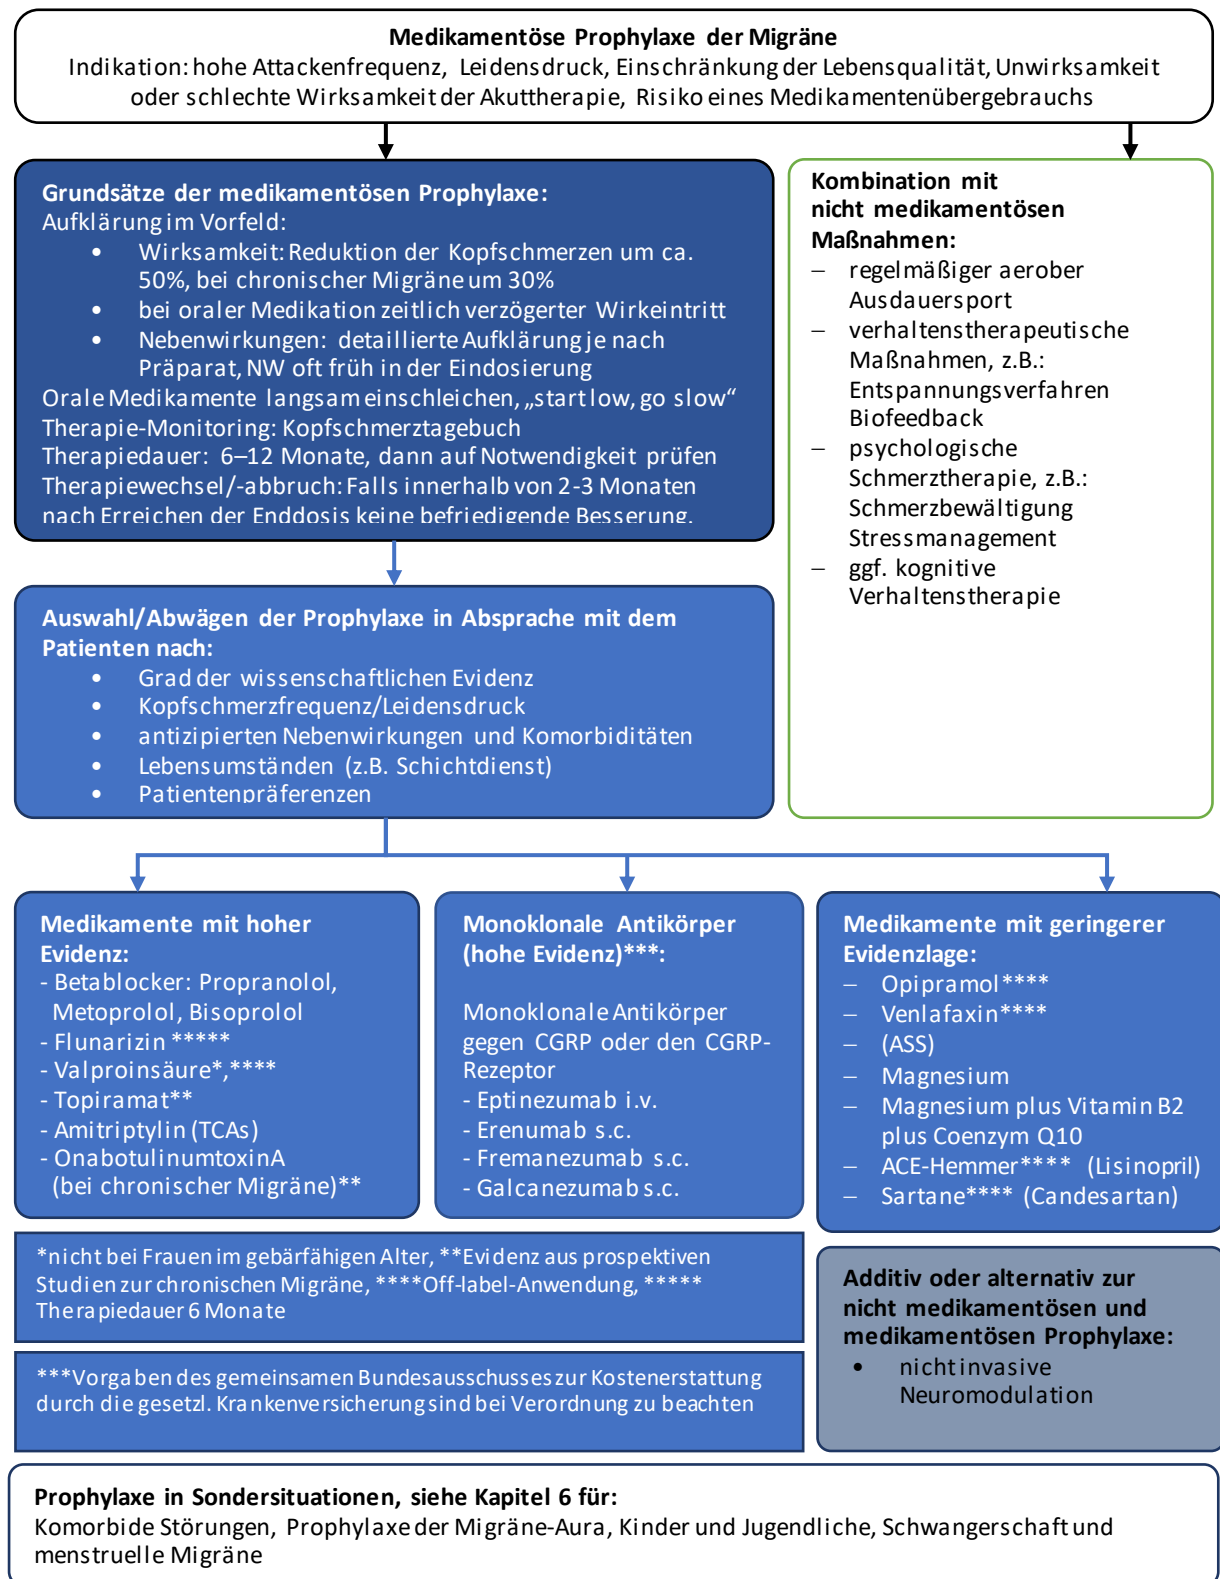 Medikamentöse Prophylaxe der Migräne
Indikation: hohe Attackenfrequenz, Leidensdruck, Einschränkung der Lebensqualität, Unwirksamkeit
oder schlechte Wirksamkeit der Akuttherapie, Risiko eines Medikamentenübergebrauchs
Grundsätze der medikamentösen Prophylaxe:
Aufklärung im Vorfeld:
• Wirksamkeit: Reduktion der Kopfschmerzen um ca.
50%, bei chronischer Migräne um 30%
• bei oraler Medikation zeitlich verzögerter Wirkeintritt
• Nebenwirkungen: detaillierte Aufklärung je nach
Präparat, NW oft früh in der Eindosierung
Orale Medikamente langsam einschleichen, „start low, go slow“
Therapie-Monitoring: Kopfschmerztagebuch
Therapiedauer: 6–12 Monate, dann auf Notwendigkeit prüfen
Therapiewechsel/-abbruch: Falls innerhalb von 2-3 Monaten
nach Erreichen der Enddosis keine befriedigende Besserung.
Kombination mit
nicht medikamentösen
Maßnahmen:
– regelmäßiger aerober
Ausdauersport
– verhaltenstherapeutische
Maßnahmen, z.B.:
Entspannungsverfahren
Biofeedback
– psychologische
Schmerztherapie, z.B.:
Schmerzbewältigung
Stressmanagement
– ggf. kognitive
Verhaltenstherapie
Auswahl/Abwägen der Prophylaxe in Absprache mit dem
Patienten nach:
• Grad der wissenschaftlichen Evidenz
• Kopfschmerzfrequenz/Leidensdruck
• antizipierten Nebenwirkungen und Komorbiditäten
• Lebensumständen (z.B. Schichtdienst)
• Patientenpräferenzen
Medikamente mit hoher
Evidenz:
- Betablocker: Propranolol,
Metoprolol, Bisoprolol
- Flunarizin *****
- Valproinsäure*,****
- Topiramat**
- Amitriptylin (TCAs)
- OnabotulinumtoxinA
(bei chronischer Migräne)**
Monoklonale Antikörper
(hohe Evidenz)***:
Monoklonale Antikörper
gegen CGRP oder den CGRP-
Rezeptor
- Eptinezumab i.v.
- Erenumab s.c.
- Fremanezumab s.c.
- Galcanezumab s.c.
Medikamente mit geringerer
Evidenzlage:
– Opipramol****
– Venlafaxin****
– (ASS)
– Magnesium
– Magnesium plus Vitamin B2
plus Coenzym Q10
– ACE-Hemmer**** (Lisinopril)
– Sartane**** (Candesartan)
*nicht bei Frauen im gebärfähigen Alter, **Evidenz aus prospektiven
Studien zur chronischen Migräne, ****Off-label-Anwendung, *****
Therapiedauer 6 Monate
***Vorgaben des gemeinsamen Bundesausschusses zur Kostenerstattung
durch die gesetzl. Krankenversicherung sind bei Verordnung zu beachten
Additiv oder alternativ zur
nicht medikamentösen und
medikamentösen Prophylaxe:
• nicht invasive
Neuromodulation
Prophylaxe in Sondersituationen, siehe Kapitel 6 für:
Komorbide Störungen, Prophylaxe der Migräne-Aura, Kinder und Jugendliche, Schwangerschaft und
menstruelle Migräne